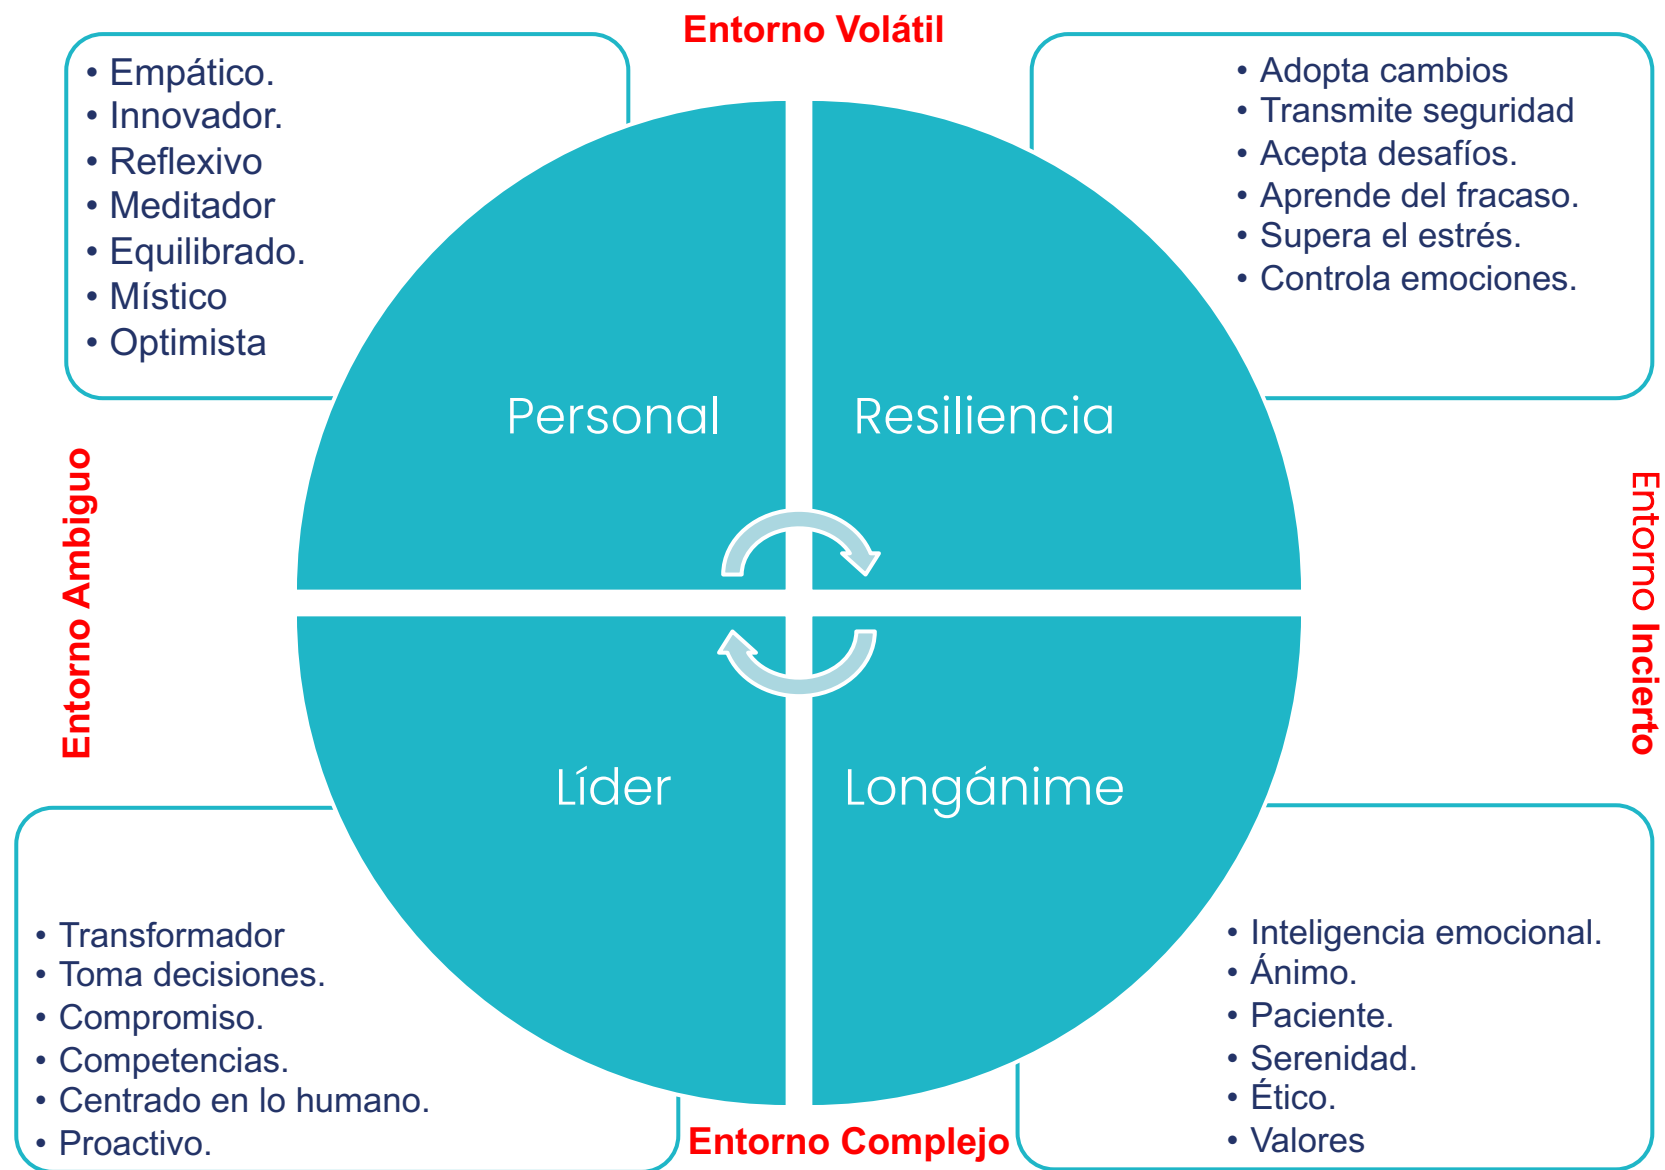 Entorno Volátil
• Empático.
• Innovador.
• Reflexivo
• Meditador
• Equilibrado.
• Místico
• Optimista
• Adopta cambios
• Transmite seguridad
• Acepta desafíos.
• Aprende del fracaso.
• Supera el estrés.
• Controla emociones.
Personal
Resiliencia
Entorno Ambiguo
Entorno Incierto
Líder
Longánime
• Transformador
• Toma decisiones.
• Compromiso.
• Competencias.
• Centrado en lo humano.
• Proactivo.
• Inteligencia emocional.
• Ánimo.
• Paciente.
• Serenidad.
• Ético.
• Valores
Entorno Complejo